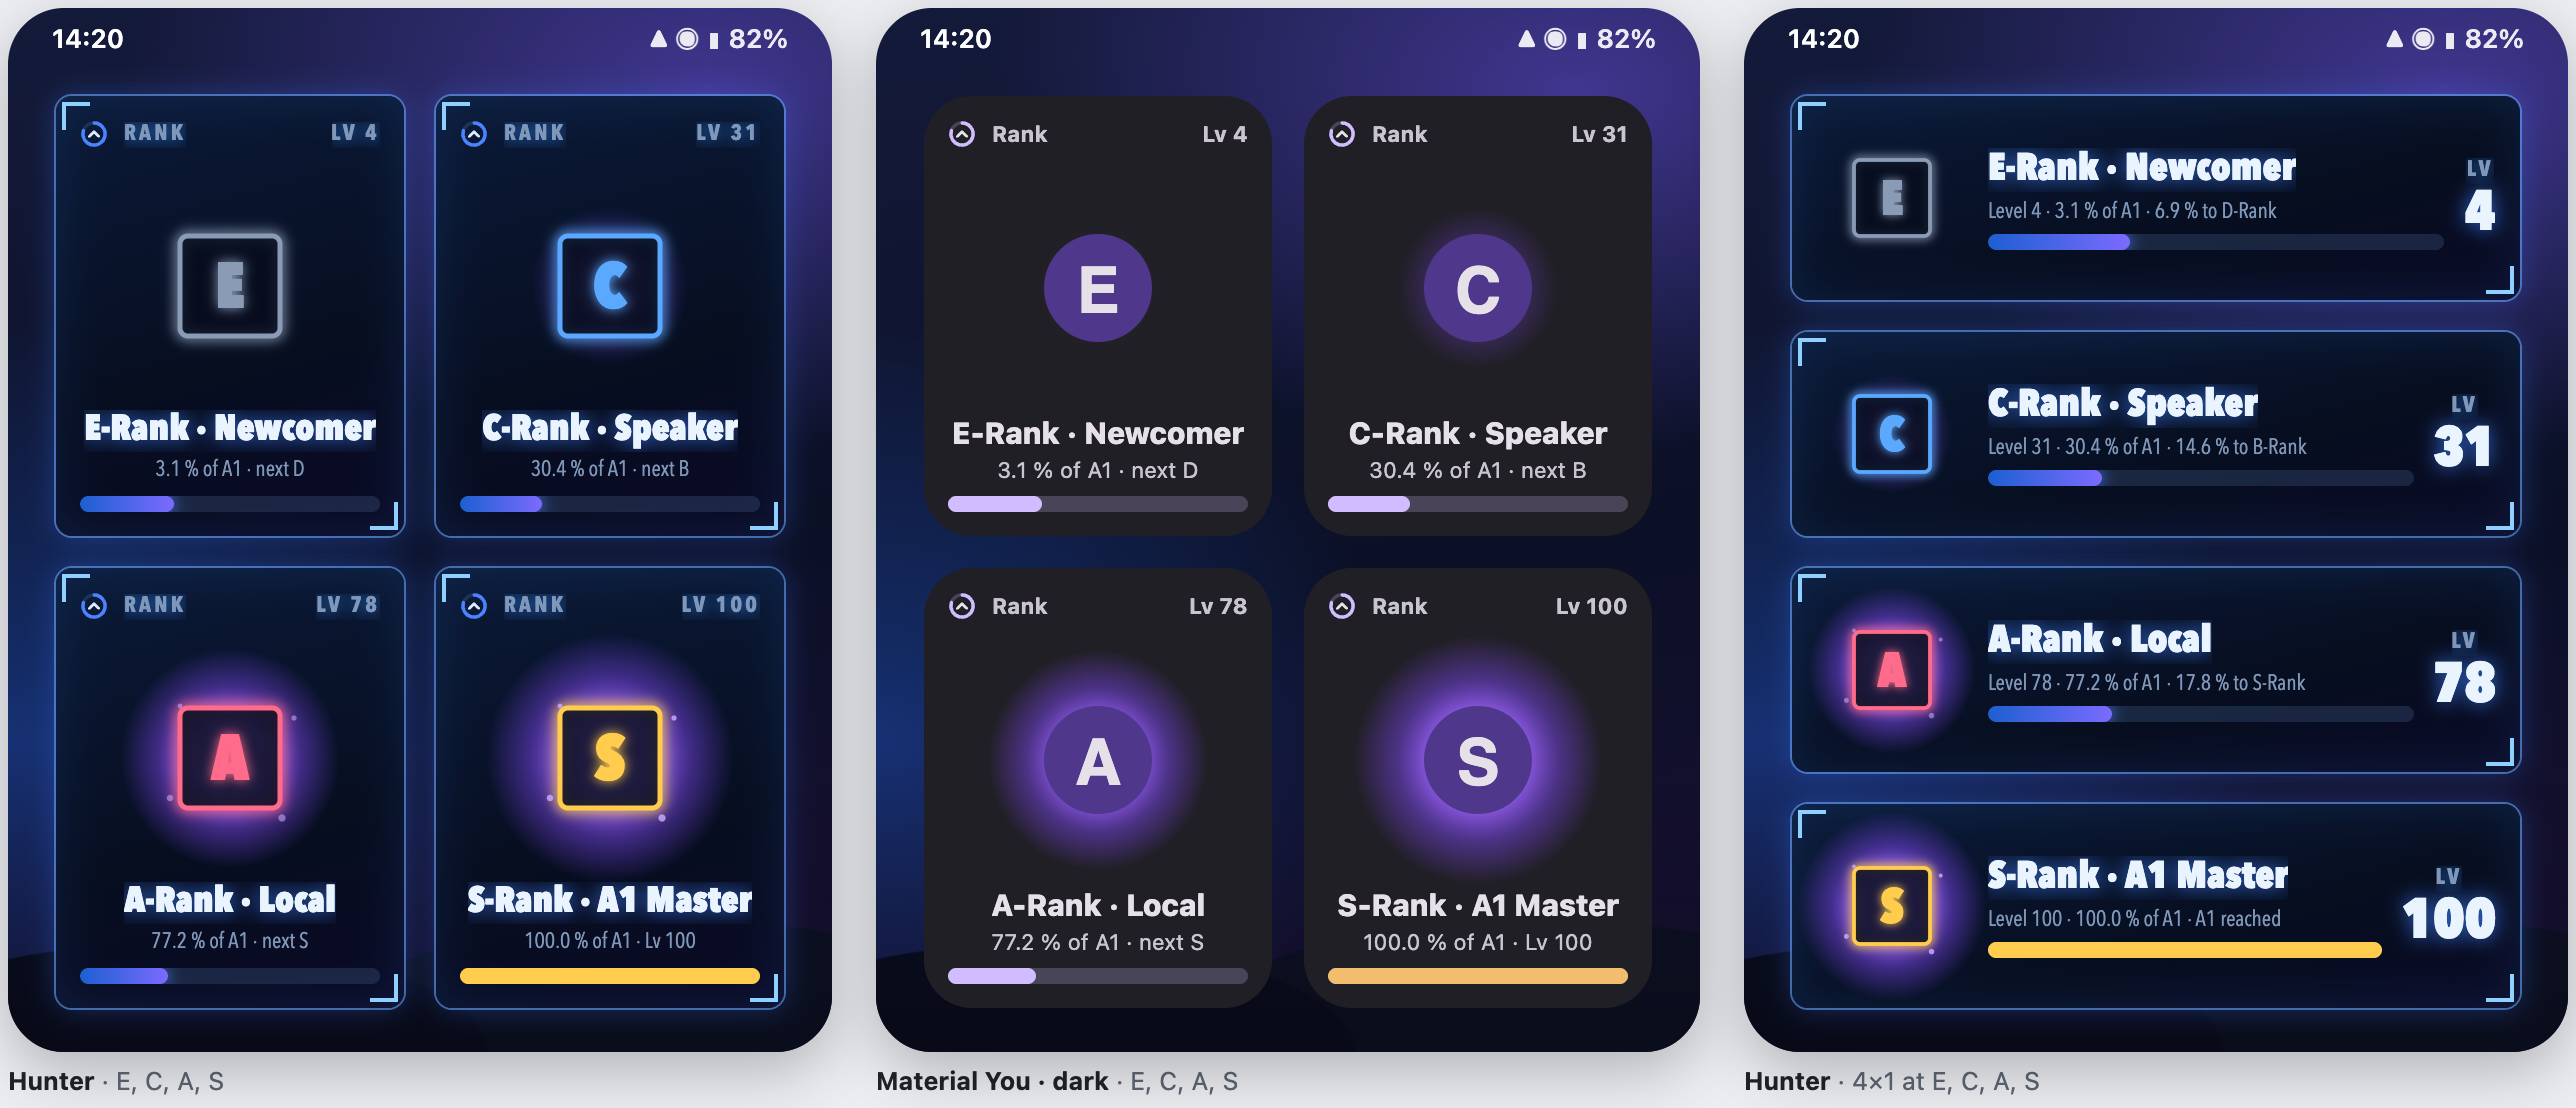 14:20
82%
RANK LV 4
E
E-Rank · Newcomer
3.1 % of A1 · next D
RANK LV 31
C
C-Rank · Speaker
30.4 % of A1 · next B
RANK LV 78
A
A-Rank · Local
77.2 % of A1 · next S
RANK LV 100
S
S-Rank · A1 Master
100.0 % of A1 · Lv 100
Hunter · E, C, A, S
14:20
82%
Rank Lv 4
E
E-Rank · Newcomer
3.1 % of A1 · next D
Rank Lv 31
C
C-Rank · Speaker
30.4 % of A1 · next B
Rank Lv 78
A
A-Rank · Local
77.2 % of A1 · next S
Rank Lv 100
S
S-Rank · A1 Master
100.0 % of A1 · Lv 100
Material You · dark · E, C, A, S
14:20
82%
E
E-Rank · Newcomer
Level 4 · 3.1 % of A1 · 6.9 % to D-Rank
LV
4
C
C-Rank · Speaker
Level 31 · 30.4 % of A1 · 14.6 % to B-Rank
LV
31
A
A-Rank · Local
Level 78 · 77.2 % of A1 · 17.8 % to S-Rank
LV
78
S
S-Rank · A1 Master
Level 100 · 100.0 % of A1 · A1 reached
LV
100
Hunter · 4×1 at E, C, A, S